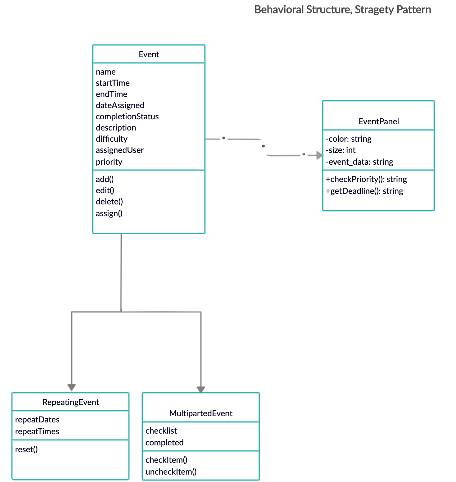 Behavioral Structure, Stragety Pattern
Event
name
startTime
endTime
dateAssigned
completionStatus
description
difficulty
assignedUser
priority
add()
edit()
delete()
assign()
EventPanel
-color: string
-size: int
-event_data: string
+checkPriority(): string
+getDeadline(): string
RepeatingEvent
repeatDates
repeatTimes
reset()
MultipartedEvent
checklist
completed
checkItem()
uncheckItem()